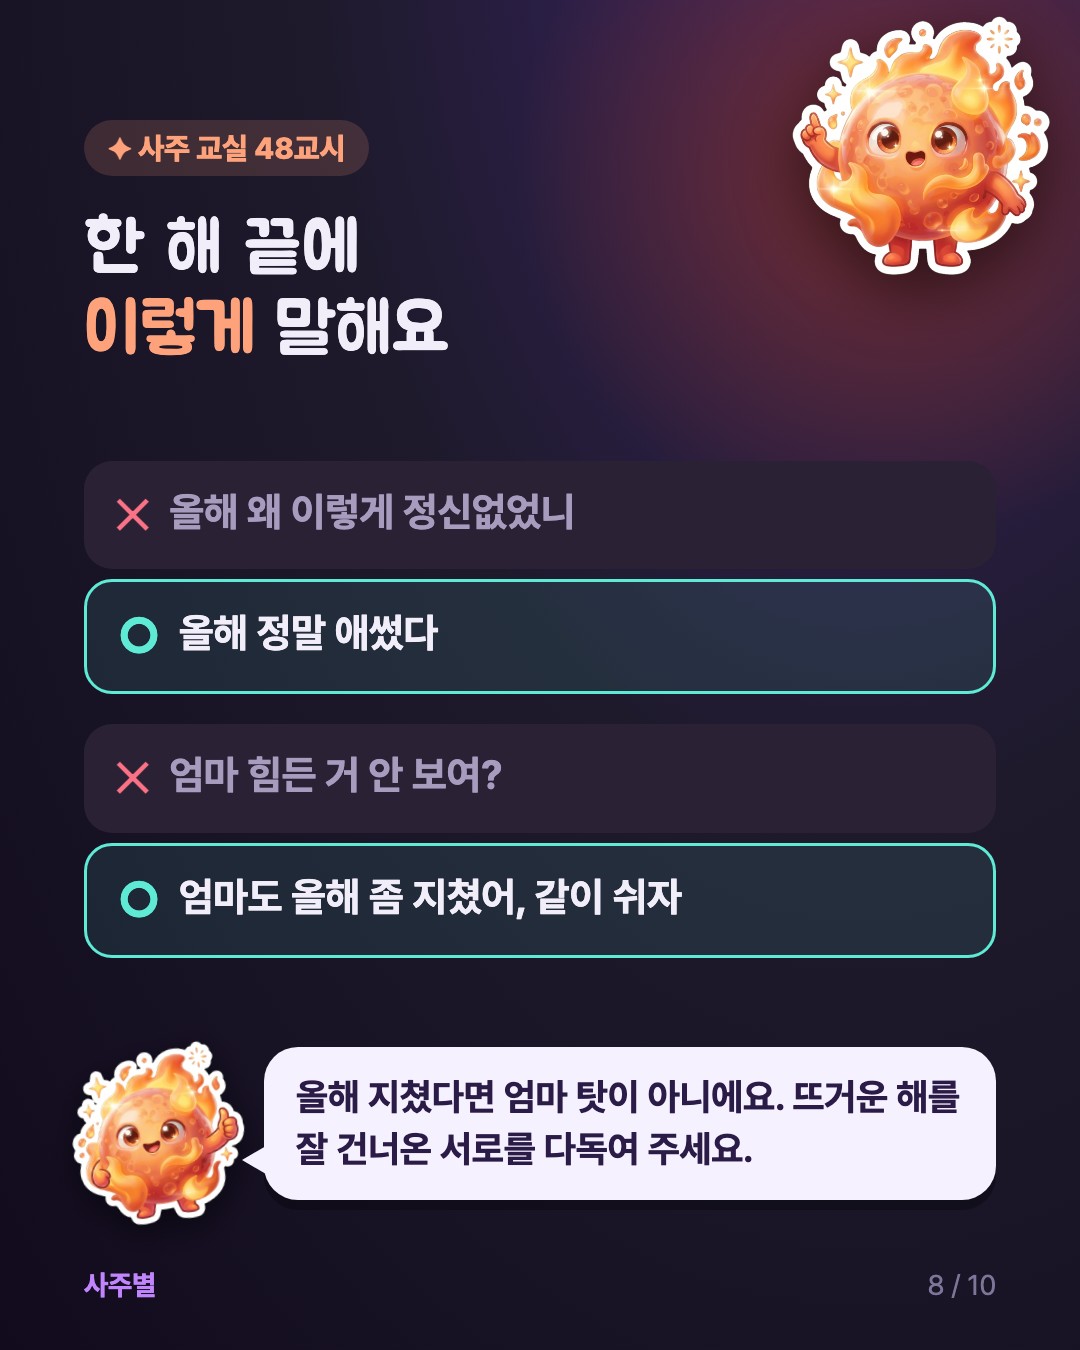 ✦ 사주 교실 48교시
한 해 끝에
이렇게 말해요
올해 왜 이렇게 정신없었니
올해 정말 애썼다
엄마 힘든 거 안 보여?
엄마도 올해 좀 지쳤어, 같이 쉬자
올해 지쳤다면 엄마 탓이 아니에요. 뜨거운 해를
잘 건너온 서로를 다독여 주세요.
사주별
8 / 10